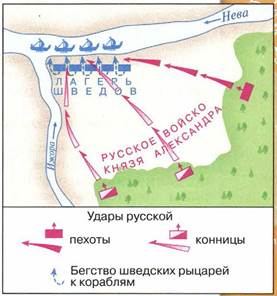 Нева
ЛАГЕРЬ
ШВЕДОВ
Ижора
РУССКОЕ ВОЙСКО
КНЯЗЯ АЛЕКСАНДРА
Удары русской
пехоты
конницы
Бегство шведских рыцарей
к кораблям